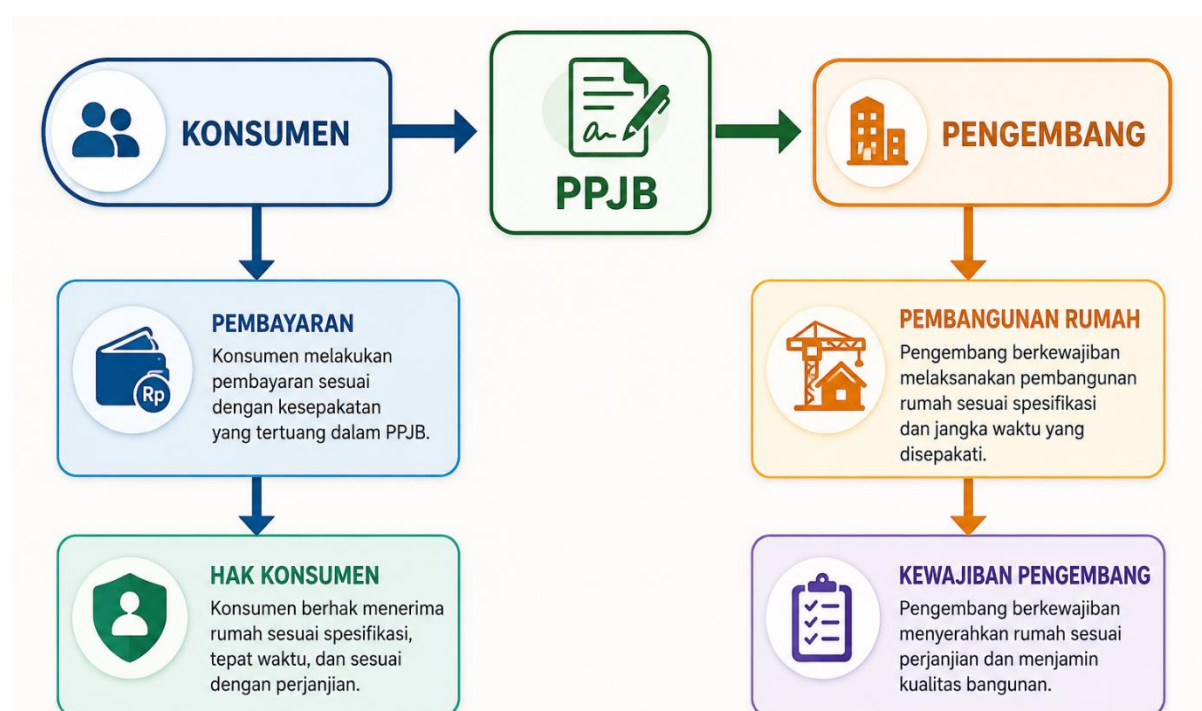 KONSUMEN
PPJB
PENGEMBANG
PEMBAYARAN
Konsumen melakukan
pembayaran sesuai
dengan kesepakatan
yang tertuang dalam PPJB.
Rp
PEMBANGUNAN RUMAH
Pengembang berkewajiban
melaksanakan pembangunan
rumah sesuai spesifikasi
dan jangka waktu yang
disepakati.
HAK KONSUMEN
Konsumen berhak menerima
rumah sesuai spesifikasi,
tepat waktu, dan sesuai
dengan perjanjian.
KEWAJIBAN PENGEMBANG
Pengembang berkewajiban
menyerahkan rumah sesuai
perjanjian dan menjamin
kualitas bangunan.